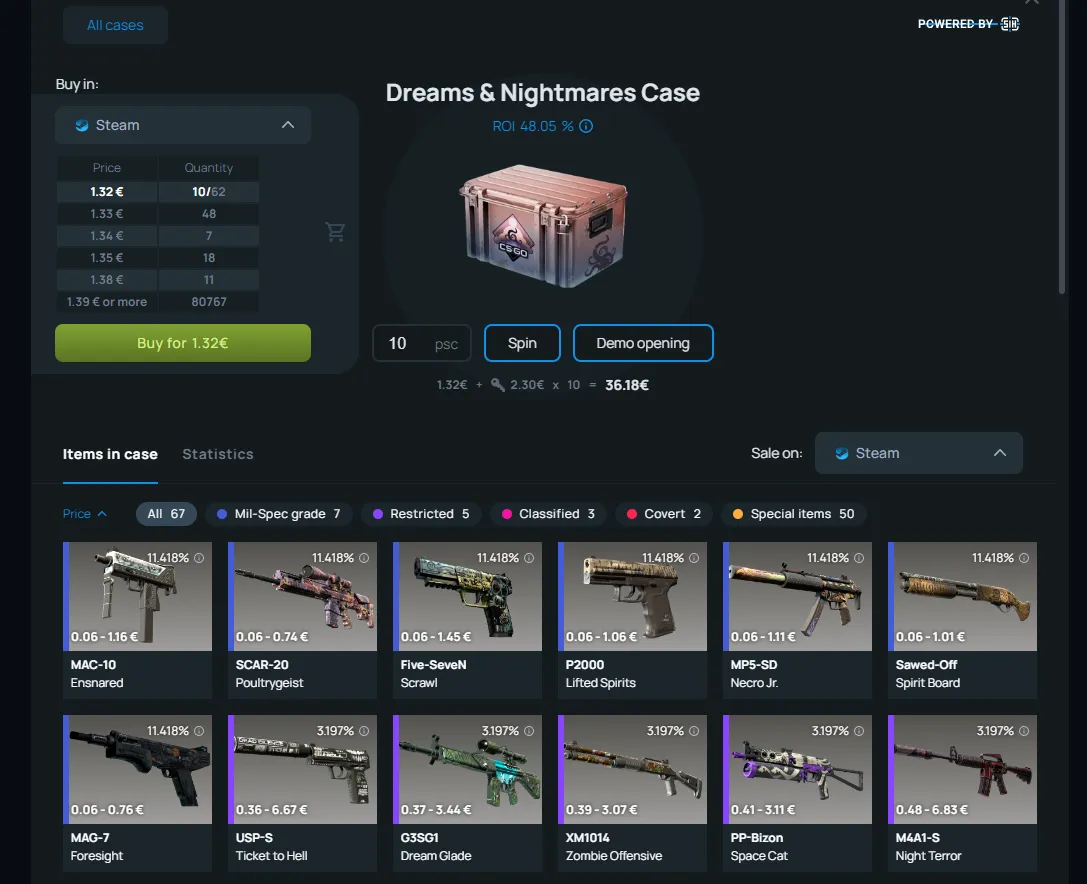 All cases
POWERED BY SIH
Buy in:
Steam
Price Quantity
1.32 € 10/62
1.33 € 48
1.34 € 7
1.35 € 18
1.38 € 11
1.39 € or more 80767
Buy for 1.32€
Dreams & Nightmares Case
ROI 48.05 %
CS:GO
10 psc Spin Demo opening
1.32€ + 2.30€ x 10 = 36.18€
Items in case Statistics
Sale on: Steam
Price All 67 Mil-Spec grade 7 Restricted 5 Classified 3 Covert 2 Special items 50
11.418% 11.418% 11.418% 11.418% 11.418% 11.418%
0.06 - 1.16 € 0.06 - 0.74 € 0.06 - 1.45 € 0.06 - 1.06 € 0.06 - 1.11 € 0.06 - 1.01 €
MAC-10 SCAR-20 Five-SeveN P2000 MP5-SD Sawed-Off
Ensnared Poultrygeist Scrawl Lifted Spirits Necro Jr. Spirit Board
11.418% 3.197% 3.197% 3.197% 3.197% 3.197%
0.06 - 0.76 € 0.36 - 6.67 € 0.37 - 3.44 € 0.39 - 3.07 € 0.41 - 3.11 € 0.48 - 6.83 €
MAG-7 USP-S G3SG1 XM1014 PP-Bizon M4A1-S
Foresight Ticket to Hell Dream Glade Zombie Offensive Space Cat Night Terror